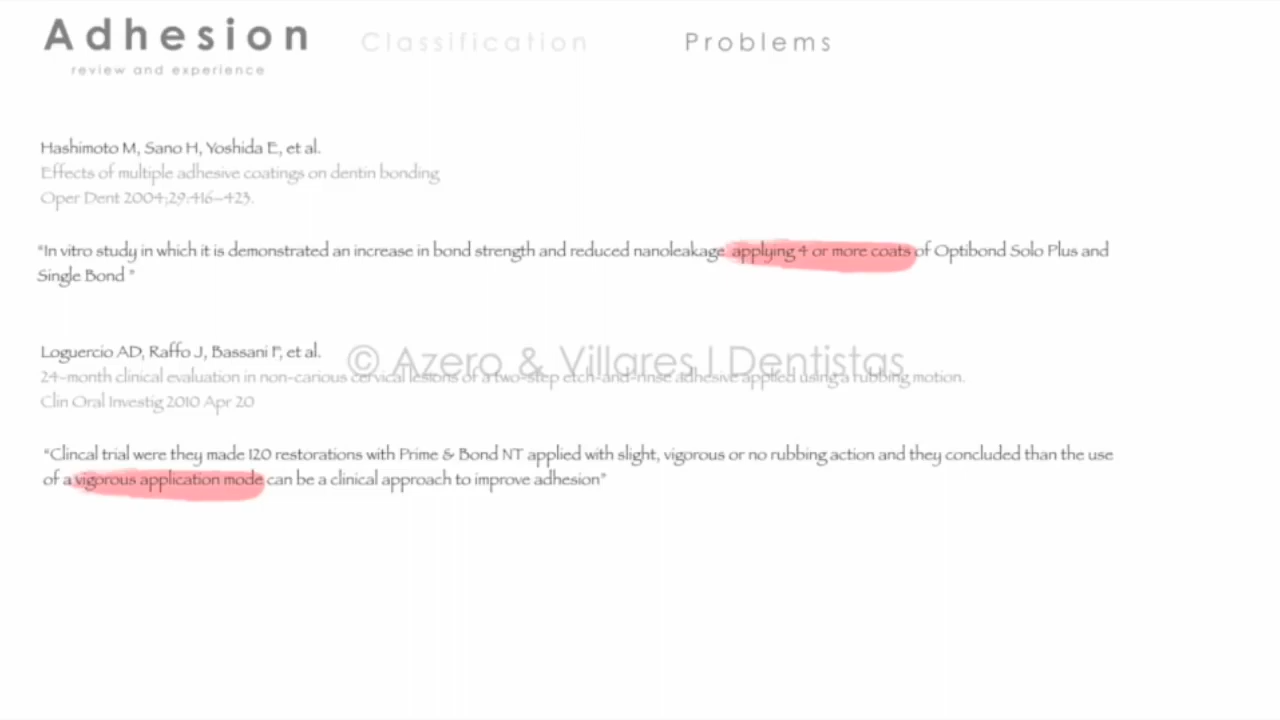 Adhesion
Classification
Problems
review and experience
Hashimoto M, Sano H, Yoshida E, et al.
Effects of multiple adhesive coatings on dentin bonding
Oper Dent 2004;29:416–423.
“In vitro study in which it is demonstrated an increase in bond strength and reduced nanoleakage applying 4 or more coats of Optibond Solo Plus and
Single Bond ”
Loguercio AD, Raffo J, Bassani F, et al.
© Azero & Villares | Dentistas
24-month clinical evaluation in non-carious cervical lesions of a two-step etch-and-rinse adhesive applied using a rubbing motion.
Clin Oral Investig 2010 Apr 20
“Clincal trial were they made 120 restorations with Prime & Bond NT applied with slight, vigorous or no rubbing action and they concluded than the use
of a vigorous application mode can be a clinical approach to improve adhesion”